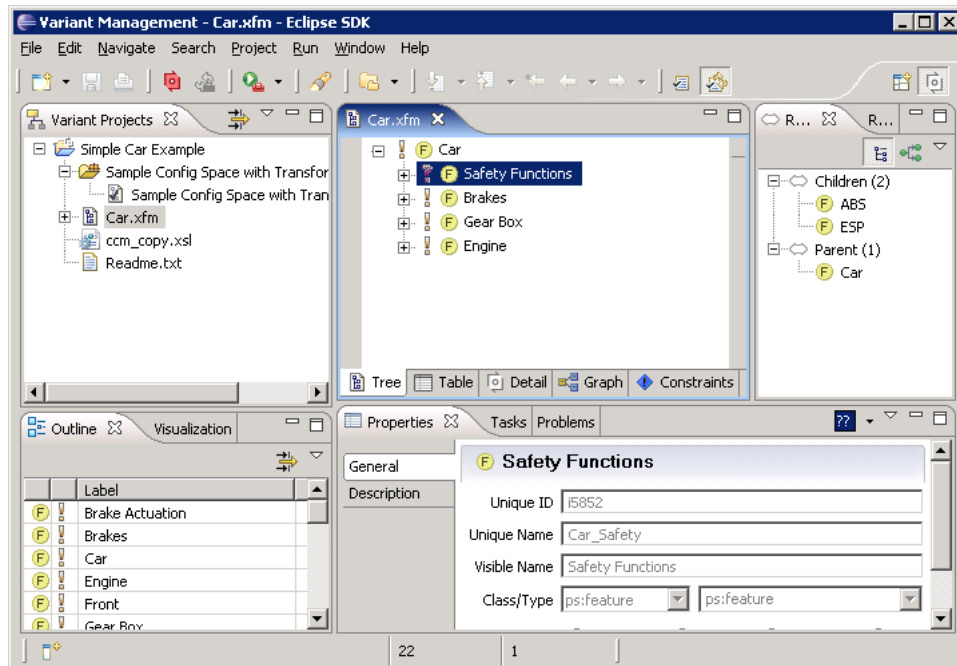 Variant Management - Car.xfm - Eclipse SDK
File Edit Navigate Search Project Run Window Help
Variant Projects
Simple Car Example
Sample Config Space with Transfor
Sample Config Space with Tran
Car.xfm
ccm_copy.xsl
Readme.txt
Car.xfm
F Car
F Safety Functions
F Brakes
F Gear Box
F Engine
Tree Table Detail Graph Constraints
R... R...
Children (2)
F ABS
F ESP
Parent (1)
F Car
Outline Visualization
Label
F Brake Actuation
F Brakes
F Car
F Engine
F Front
F Gear Box
Properties Tasks Problems ??
General
Description
F Safety Functions
Unique ID i5852
Unique Name Car_Safety
Visible Name Safety Functions
Class/Type ps:feature ps:feature
22 1